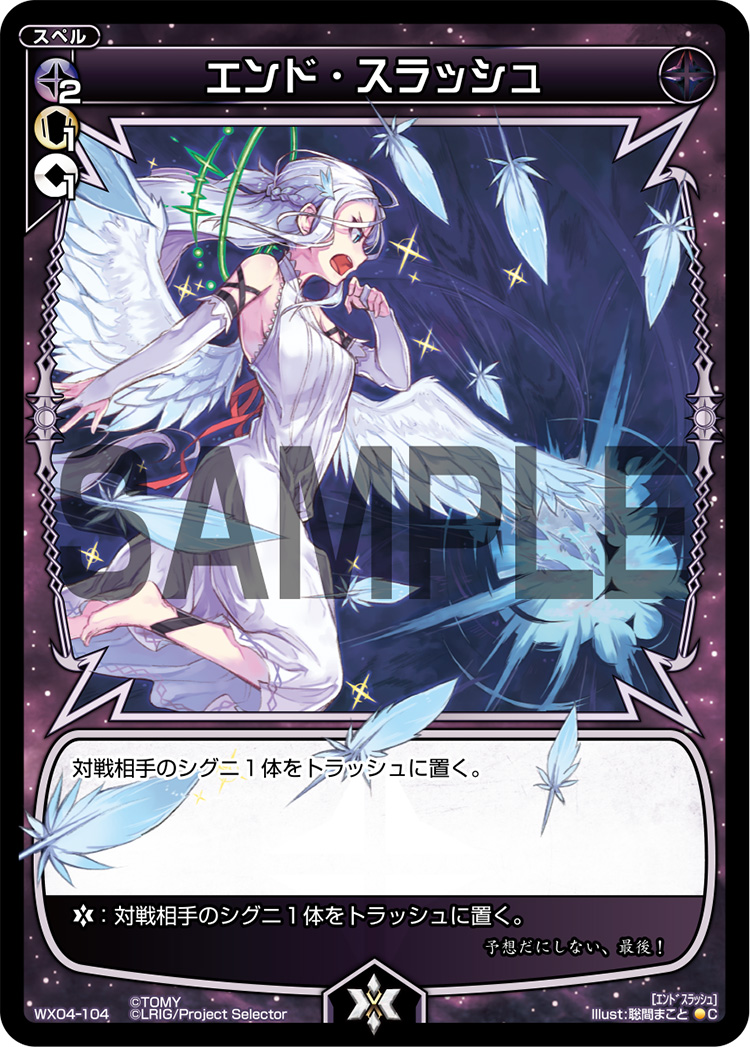 スペル
エンド・スラッシュ
2
1
1
SAMPLE
対戦相手のシグニ1体をトラッシュに置く。
：対戦相手のシグニ1体をトラッシュに置く。
予想だにしない、最後！
WX04-104
©TOMY
©LRIG/Project Selector
[エンド スラッシュ]
Illust:聡間まこと C